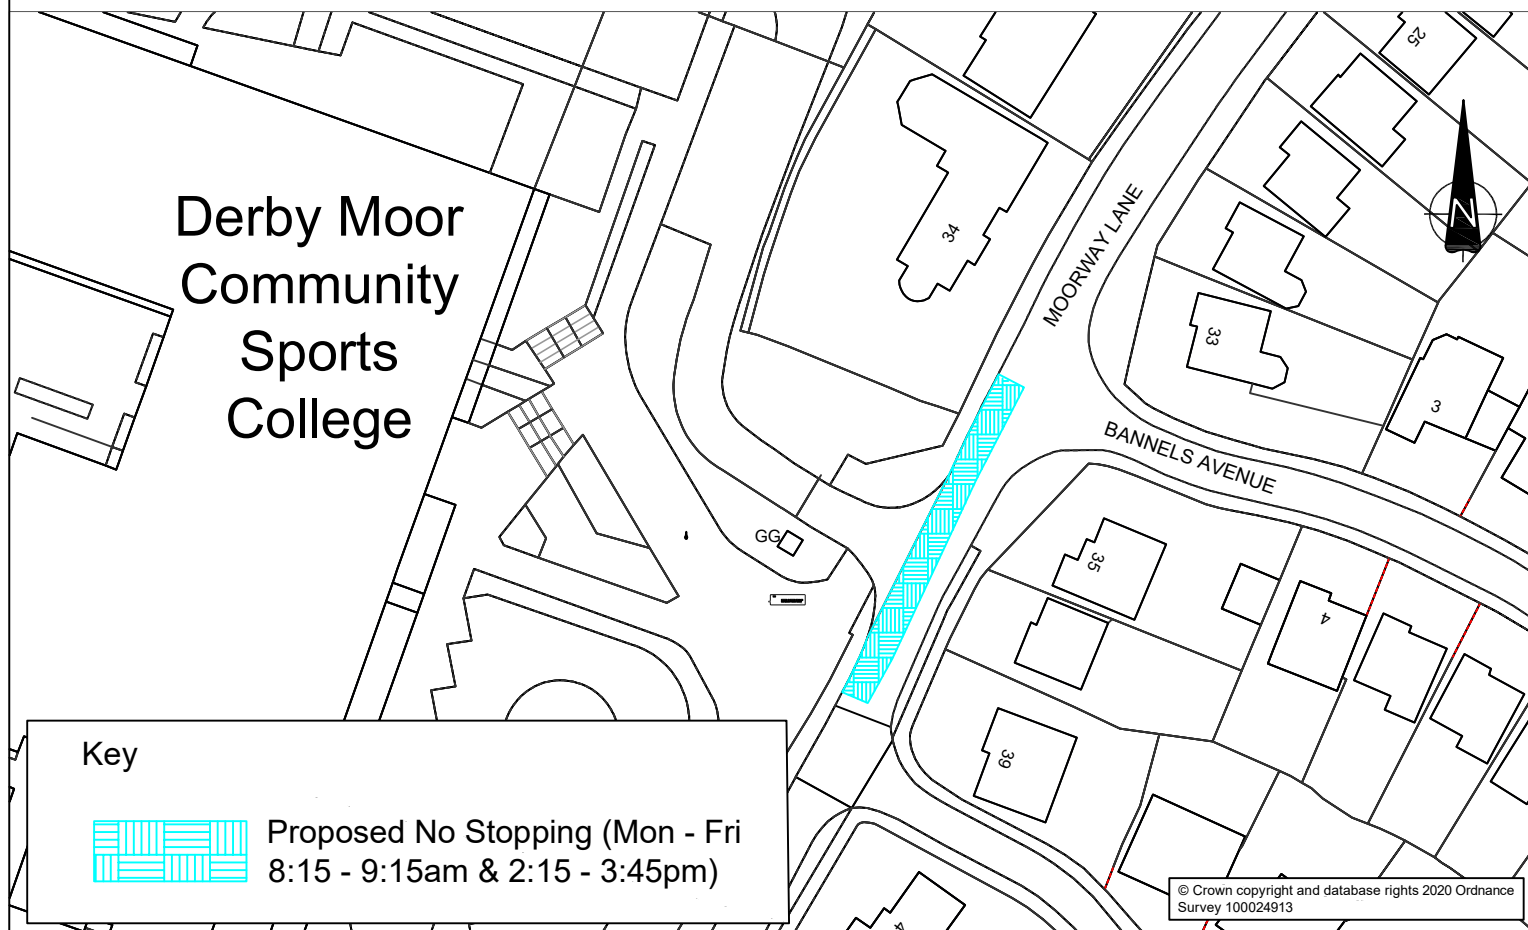 25
Derby Moor
Community
Sports
College
34
MOORWAY LANE
N
33
3
BANNELS AVENUE
GG
35
4
39
Key
Proposed No Stopping (Mon - Fri
8:15 - 9:15am & 2:15 - 3:45pm)
4
© Crown copyright and database rights 2020 Ordnance
Survey 100024913